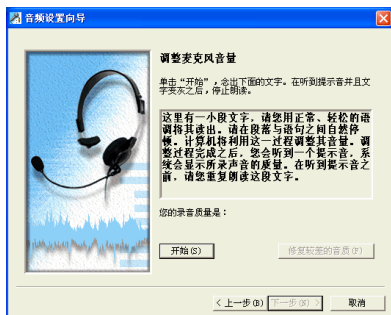 音频设置向导
调整麦克风音量
单击“开始”，念出下面的文字。在听到提示音并且文
字变灰之后，停止朗读。
这里有一小段文字，请您用正常、轻松的语
调将其读出。请在段落与语句之间自然停
顿。计算机将利用这一过程调整其音量。调
整过程完成之后，您会听到一个提示音，系
统会显示所录声音的质量。在听到提示音之
前，请您重复朗读这段文字。
您的录音质量是：
开始(S)
修复较差的音质(P)
< 上一步(B)
下一步(N) >
取消